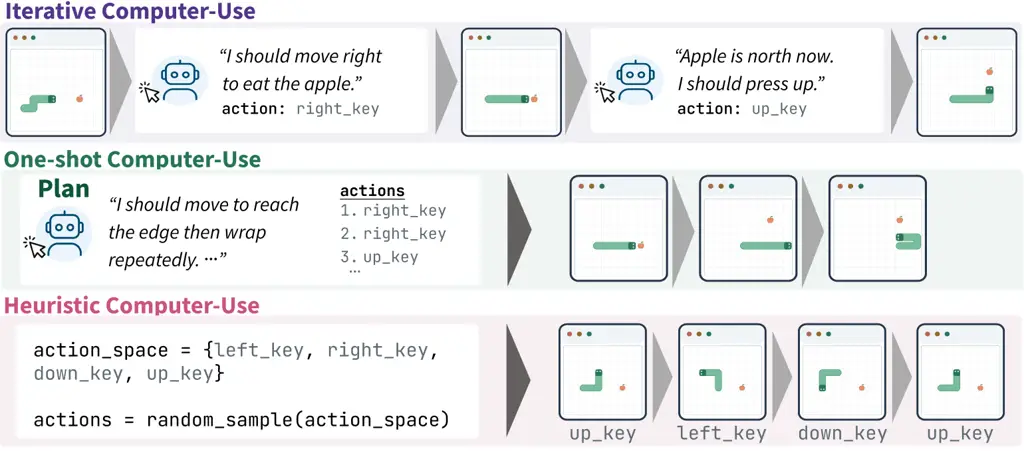 Iterative Computer-Use
“I should move right
to eat the apple.”
action: right_key
“Apple is north now.
I should press up.”
action: up_key
One-shot Computer-Use
Plan
“I should move to reach
the edge then wrap
repeatedly. ...”
actions
1. right_key
2. right_key
3. up_key
...
Heuristic Computer-Use
action_space = {left_key, right_key,
down_key, up_key}
actions = random_sample(action_space)
up_key left_key down_key up_key